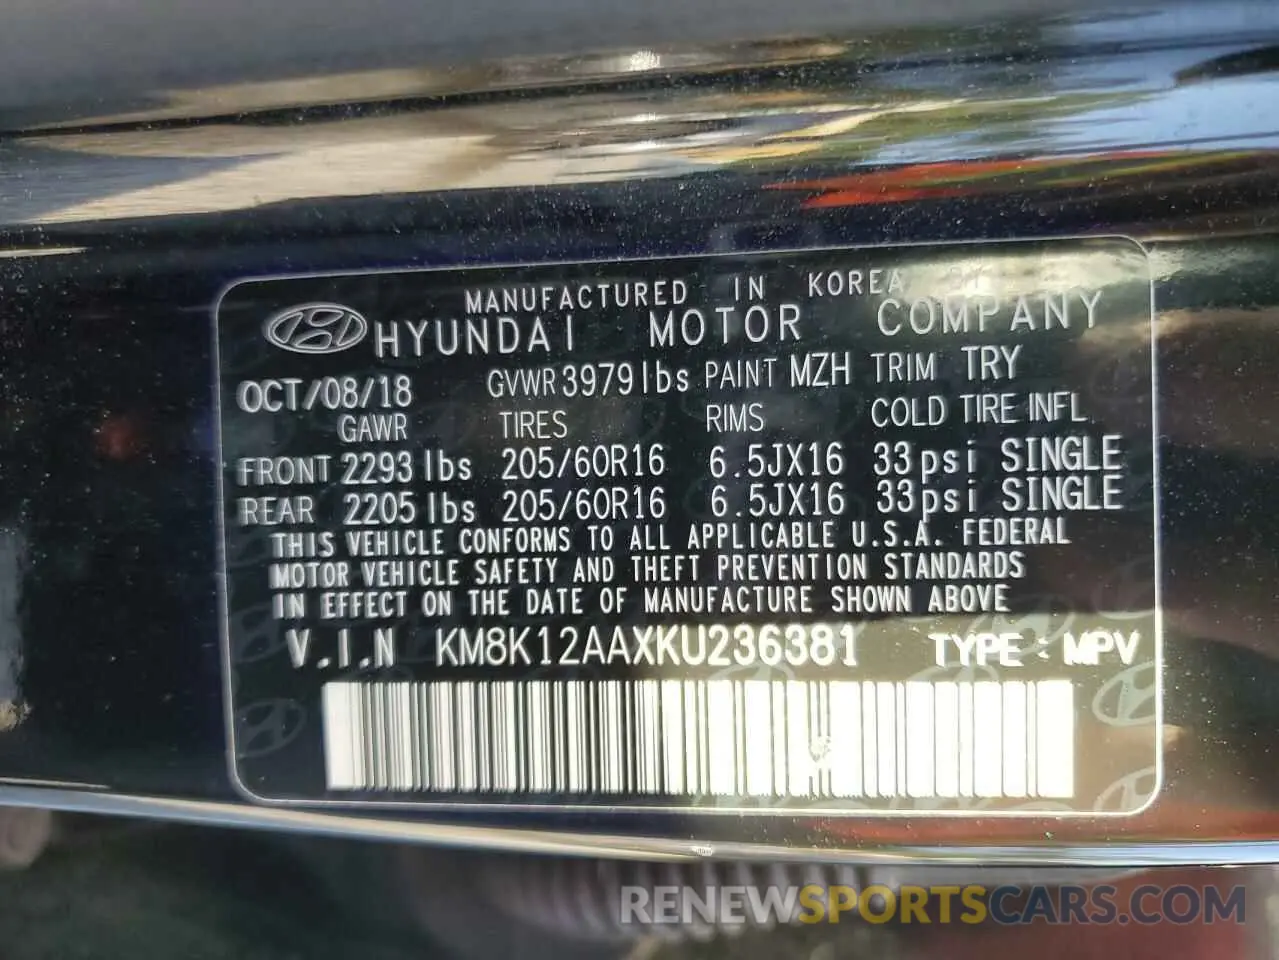 MANUFACTURED IN KOREA BY
HYUNDAI MOTOR COMPANY
OCT/08/18 GVWR 3979 lbs PAINT MZH TRIM TRY
GAWR TIRES RIMS COLD TIRE INFL
FRONT 2293 lbs 205/60R16 6.5JX16 33psi SINGLE
REAR 2205 lbs 205/60R16 6.5JX16 33psi SINGLE
THIS VEHICLE CONFORMS TO ALL APPLICABLE U.S.A. FEDERAL
MOTOR VEHICLE SAFETY AND THEFT PREVENTION STANDARDS
IN EFFECT ON THE DATE OF MANUFACTURE SHOWN ABOVE
V.I.N KM8K12AAXKU236381 TYPE : MPV
RENEWSPORTSCARS.COM